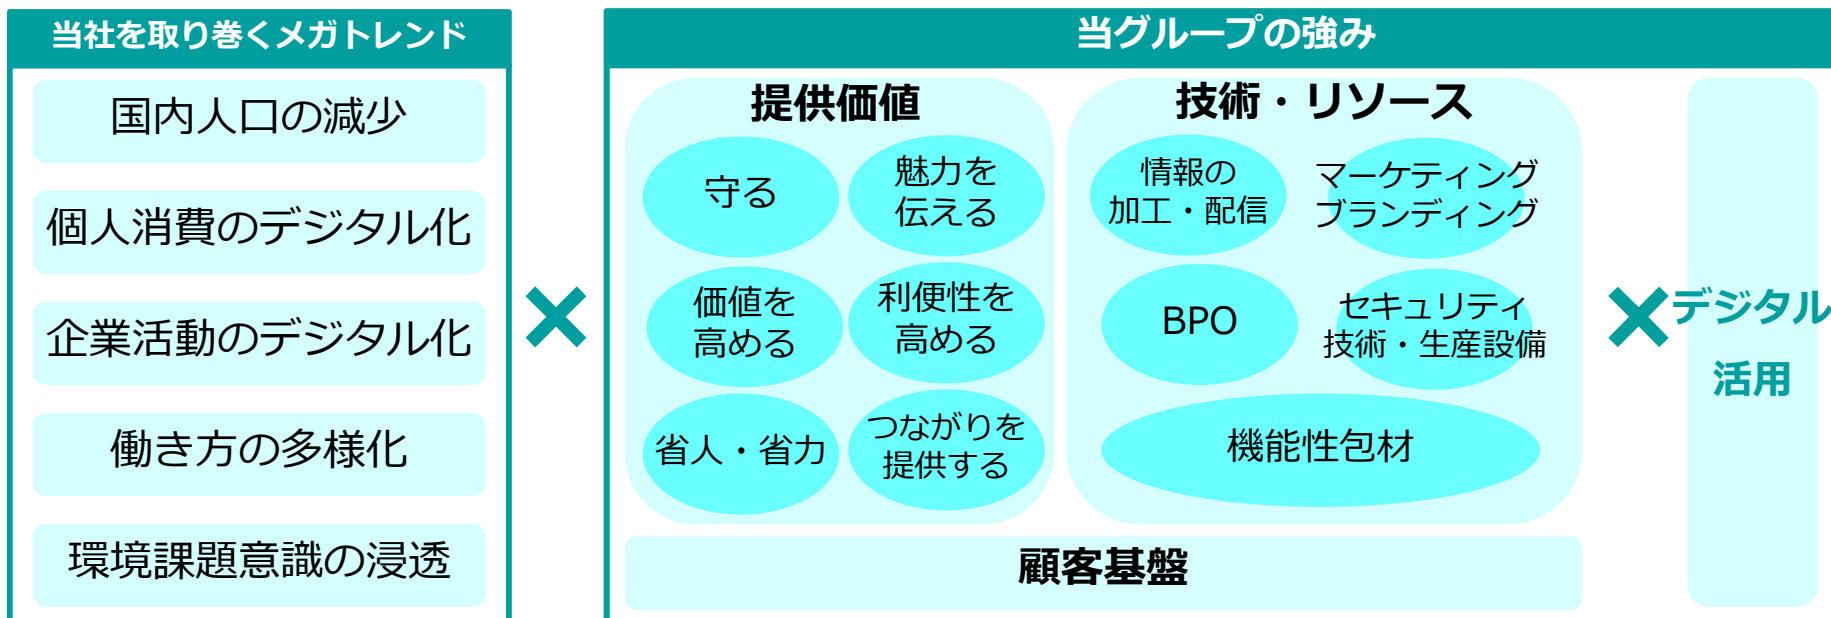 当社を取り巻くメガトレンド
国内人口の減少
個人消費のデジタル化
企業活動のデジタル化
働き方の多様化
環境課題意識の浸透
当グループの強み
提供価値
守る
魅力を
伝える
価値を
高める
利便性を
高める
省人・省力
つながりを
提供する
技術・リソース
情報の
加工・配信
マーケティング
ブランディング
BPO
セキュリティ
技術・生産設備
機能性包材
顧客基盤
デジタル
活用